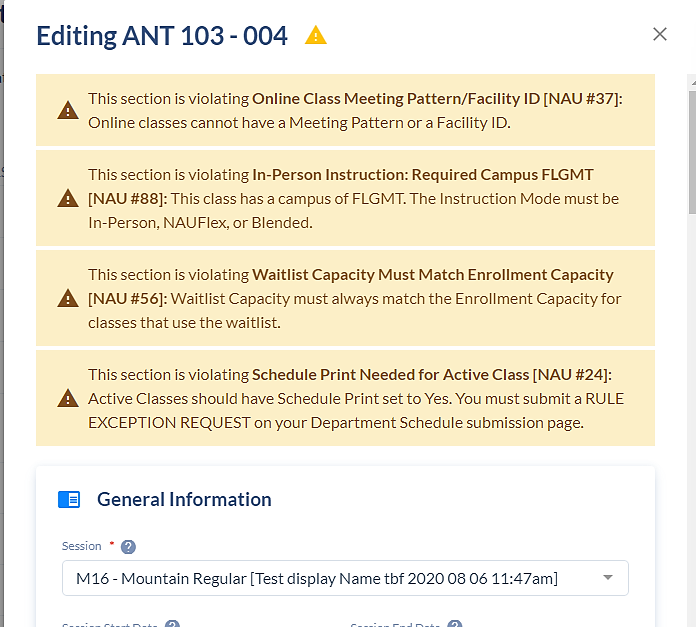 Editing ANT 103 - 004
This section is violating Online Class Meeting Pattern/Facility ID [NAU #37]:
Online classes cannot have a Meeting Pattern or a Facility ID.
This section is violating In-Person Instruction: Required Campus FLGMT
[NAU #88]: This class has a campus of FLGMT. The Instruction Mode must be
In-Person, NAUFlex, or Blended.
This section is violating Waitlist Capacity Must Match Enrollment Capacity
[NAU #56]: Waitlist Capacity must always match the Enrollment Capacity for
classes that use the waitlist.
This section is violating Schedule Print Needed for Active Class [NAU #24]:
Active Classes should have Schedule Print set to Yes. You must submit a RULE
EXCEPTION REQUEST on your Department Schedule submission page.
General Information
Session * ?
M16 - Mountain Regular [Test display Name tbf 2020 08 06 11:47am]
Session Start Date ? Session End Date ?